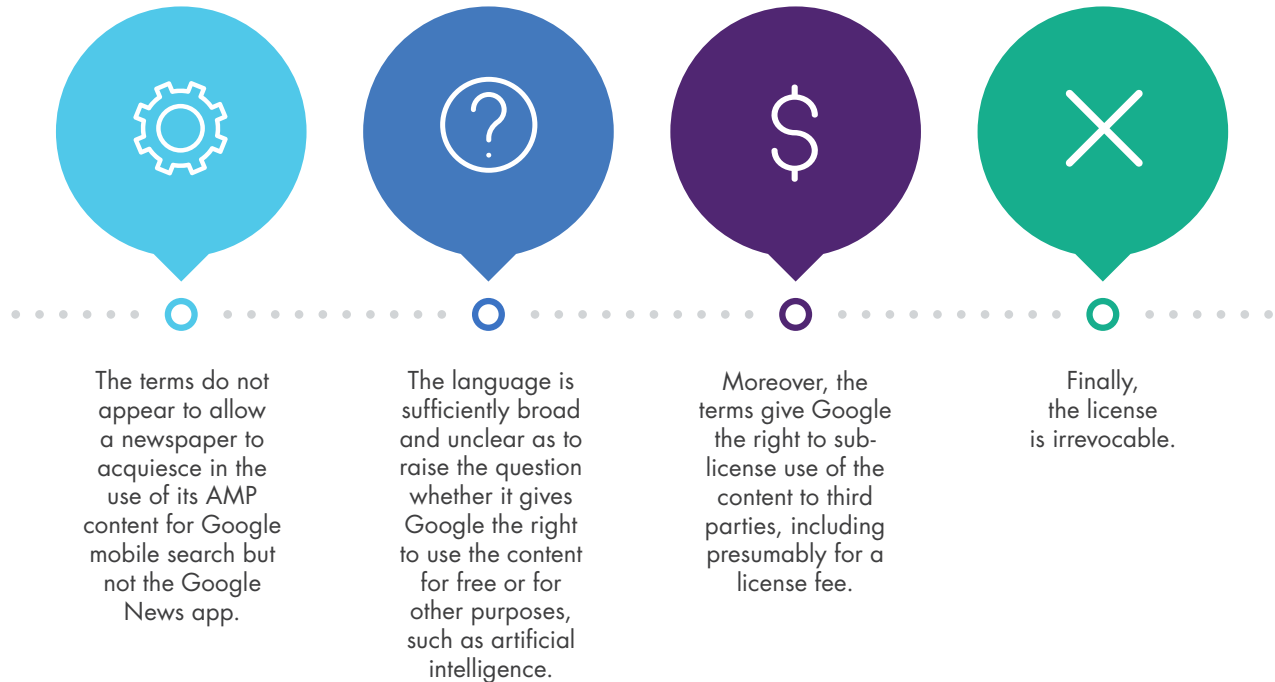 The terms do not
appear to allow
a newspaper to
acquiesce in the
use of its AMP
content for Google
mobile search but
not the Google
News app.
The language is
sufficiently broad
and unclear as to
raise the question
whether it gives
Google the right
to use the content
for free or for
other purposes,
such as artificial
intelligence.
Moreover, the
terms give Google
the right to sub-
license use of the
content to third
parties, including
presumably for a
license fee.
Finally,
the license
is irrevocable.